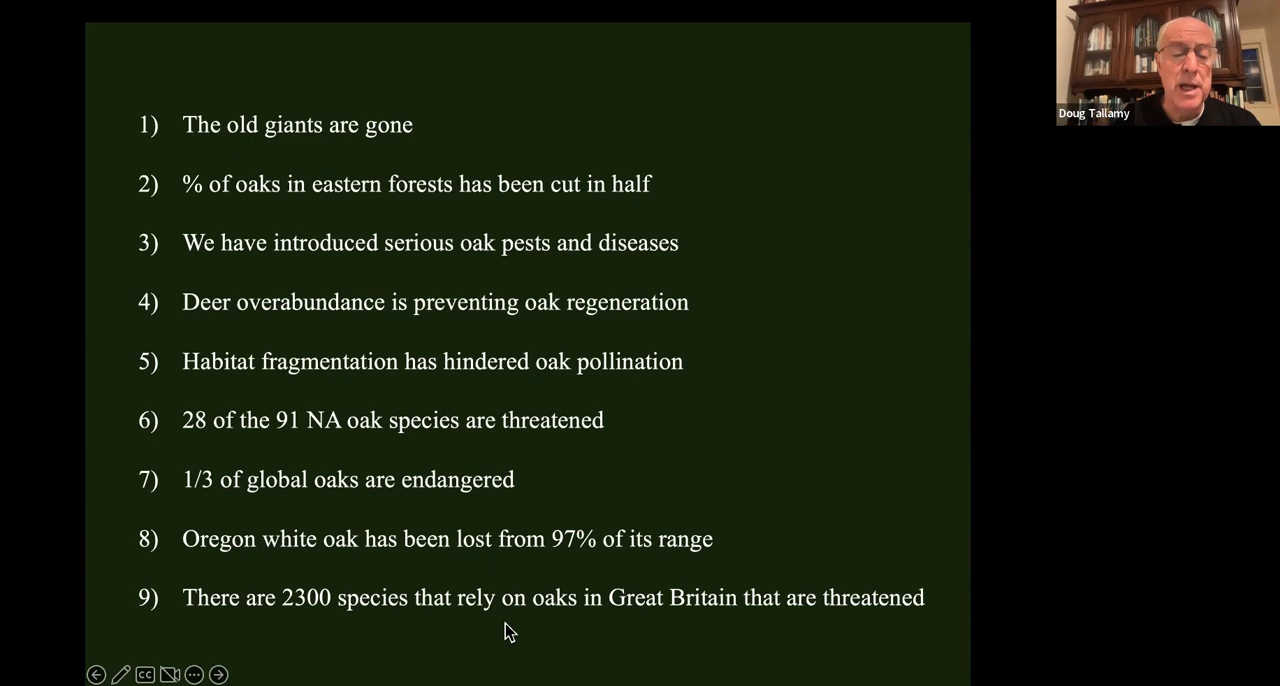 1) The old giants are gone
2) % of oaks in eastern forests has been cut in half
3) We have introduced serious oak pests and diseases
4) Deer overabundance is preventing oak regeneration
5) Habitat fragmentation has hindered oak pollination
6) 28 of the 91 NA oak species are threatened
7) 1/3 of global oaks are endangered
8) Oregon white oak has been lost from 97% of its range
9) There are 2300 species that rely on oaks in Great Britain that are threatened
Doug Tallamy
CC